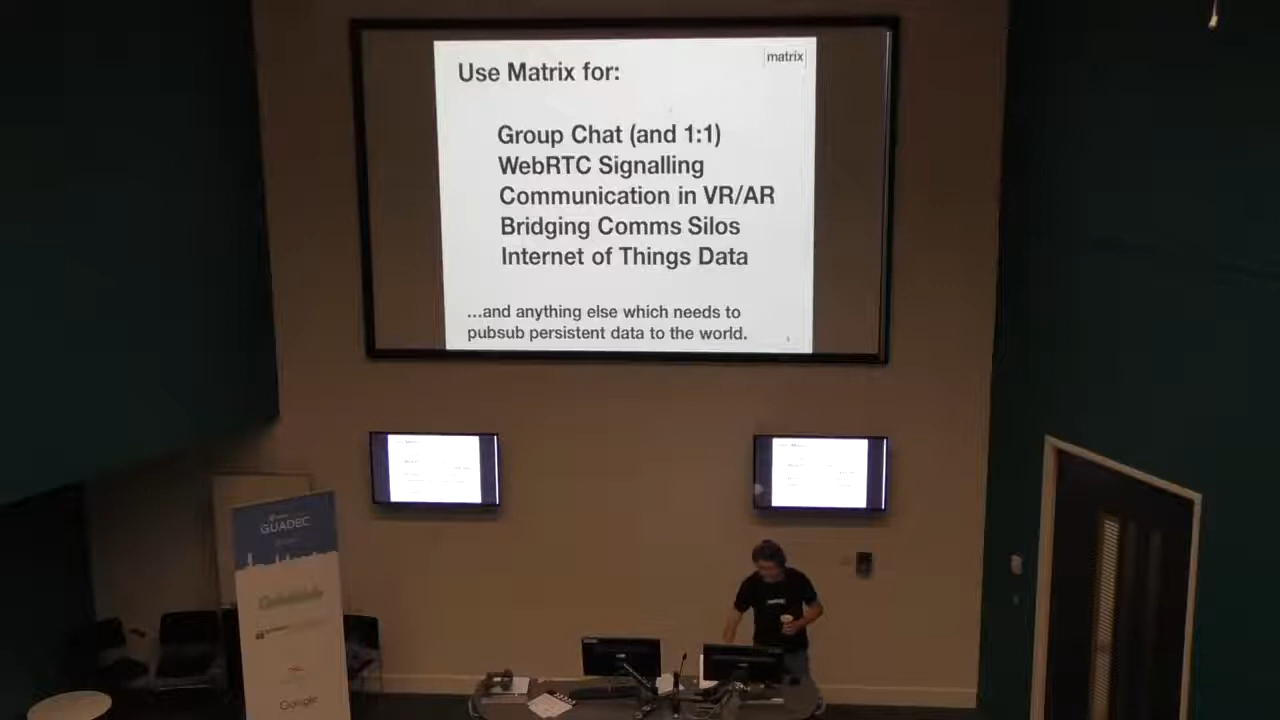 matrix
Use Matrix for:
Group Chat (and 1:1)
WebRTC Signalling
Communication in VR/AR
Bridging Comms Silos
Internet of Things Data
...and anything else which needs to
pubsub persistent data to the world.
GUADEC
Google